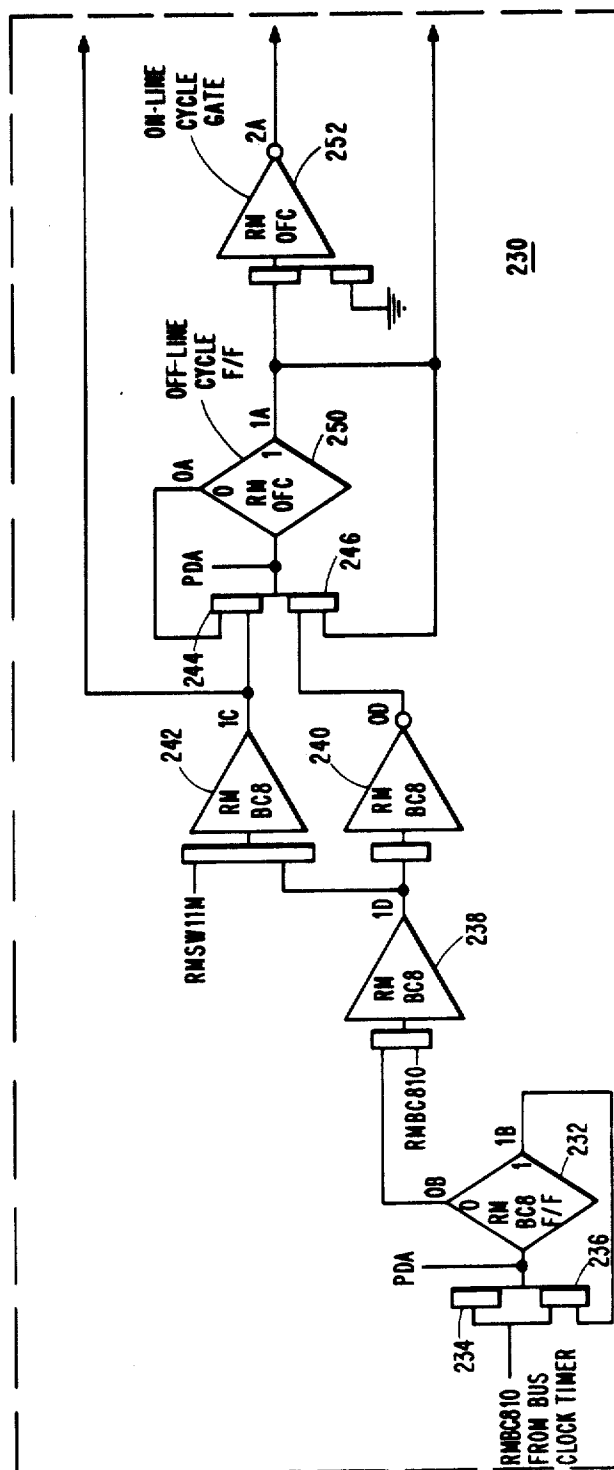 RMBC810
FROM BUS
CLOCK TIMER
234
236
PDA
0B
0
RM
BC8
F/F
1
1B
232
RMBC810
RM
BC8
238
1D
RMSW11M
RM
BC8
242
1C
RM
BC8
240
0D
244
246
PDA
0A
0
RM
OFC
1
1A
250
OFF-LINE
CYCLE
F/F
RM
OFC
2A
252
ON-LINE
CYCLE
GATE
230